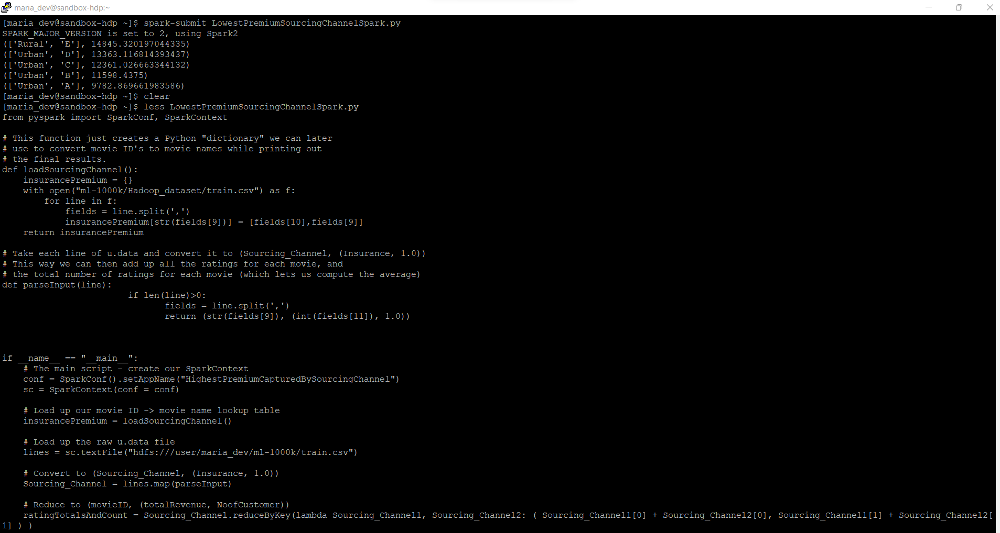 maria_dev@sandbox-hdp:~
[maria_dev@sandbox-hdp ~]$ spark-submit LowestPremiumSourcingChannelSpark.py
SPARK_MAJOR_VERSION is set to 2, using Spark2
(['Rural', 'E'], 14845.320197044335)
(['Urban', 'D'], 13363.116814393437)
(['Urban', 'C'], 12361.026663344132)
(['Urban', 'B'], 11598.4375)
(['Urban', 'A'], 9782.869661983586)
[maria_dev@sandbox-hdp ~]$ clear
[maria_dev@sandbox-hdp ~]$ less LowestPremiumSourcingChannelSpark.py
from pyspark import SparkConf, SparkContext

# This function just creates a Python "dictionary" we can later
# use to convert movie ID's to movie names while printing out
# the final results.
def loadSourcingChannel():
    insurancePremium = {}
    with open("ml-1000k/Hadoop_dataset/train.csv") as f:
        for line in f:
            fields = line.split(',')
            insurancePremium[str(fields[9])] = [fields[10],fields[9]]
    return insurancePremium

# Take each line of u.data and convert it to (Sourcing_Channel, (Insurance, 1.0))
# This way we can then add up all the ratings for each movie, and
# the total number of ratings for each movie (which lets us compute the average)
def parseInput(line):
                        if len(line)>0:
                               fields = line.split(',')
                               return (str(fields[9]), (int(fields[11]), 1.0))

if __name__ == "__main__":
    # The main script - create our SparkContext
    conf = SparkConf().setAppName("HighestPremiumCapturedBySourcingChannel")
    sc = SparkContext(conf = conf)

    # Load up our movie ID -> movie name lookup table
    insurancePremium = loadSourcingChannel()

    # Load up the raw u.data file
    lines = sc.textFile("hdfs:///user/maria_dev/ml-1000k/train.csv")

    # Convert to (Sourcing_Channel, (Insurance, 1.0))
    Sourcing_Channel = lines.map(parseInput)

    # Reduce to (movieID, (totalRevenue, NoofCustomer))
    ratingTotalsAndCount = Sourcing_Channel.reduceByKey(lambda Sourcing_Channel1, Sourcing_Channel2: ( Sourcing_Channel1[0] + Sourcing_Channel2[0], Sourcing_Channel1[1] + Sourcing_Channel2[
1] ) )